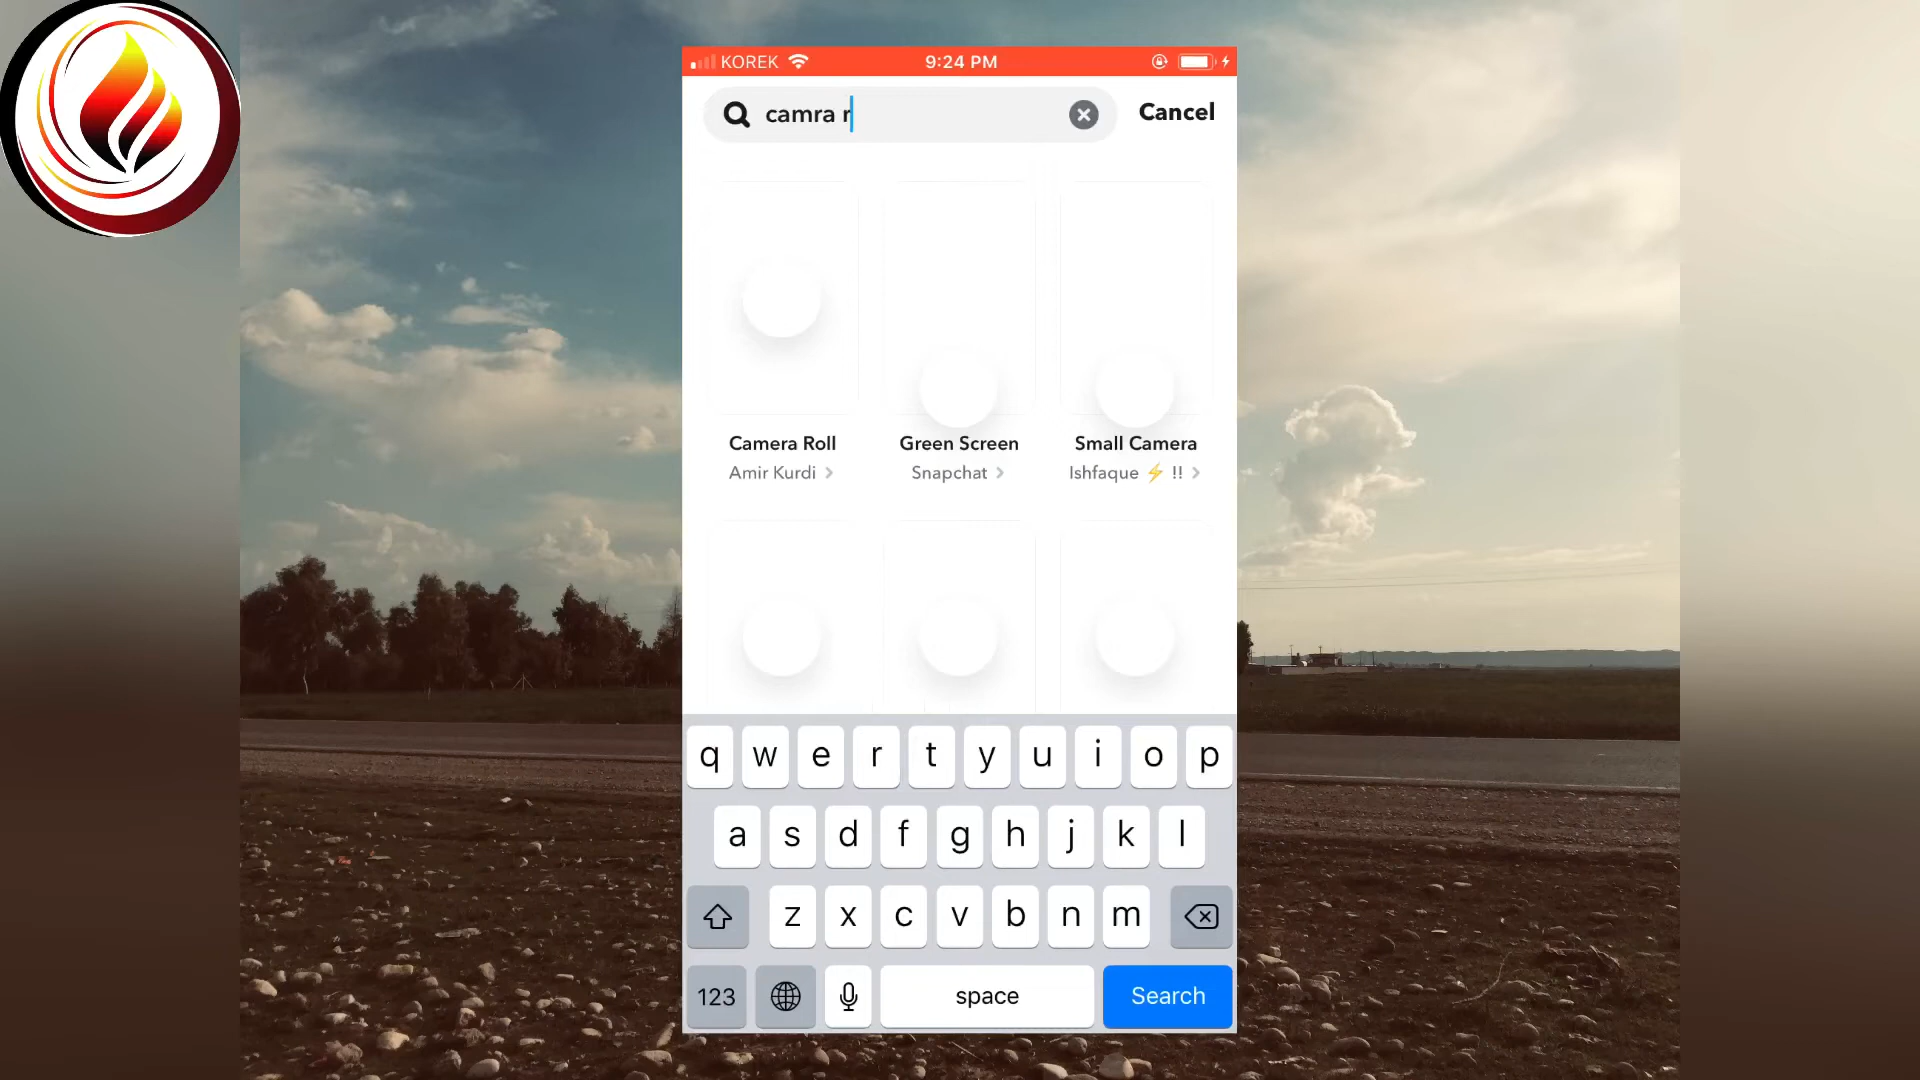 KOREK 9:24 PM
camra r Cancel
Camera Roll Green Screen Small Camera
Amir Kurdi Snapchat Ishfaque ⚡ !!
q w e r t y u i o p
a s d f g h j k l
z x c v b n m
123 space Search